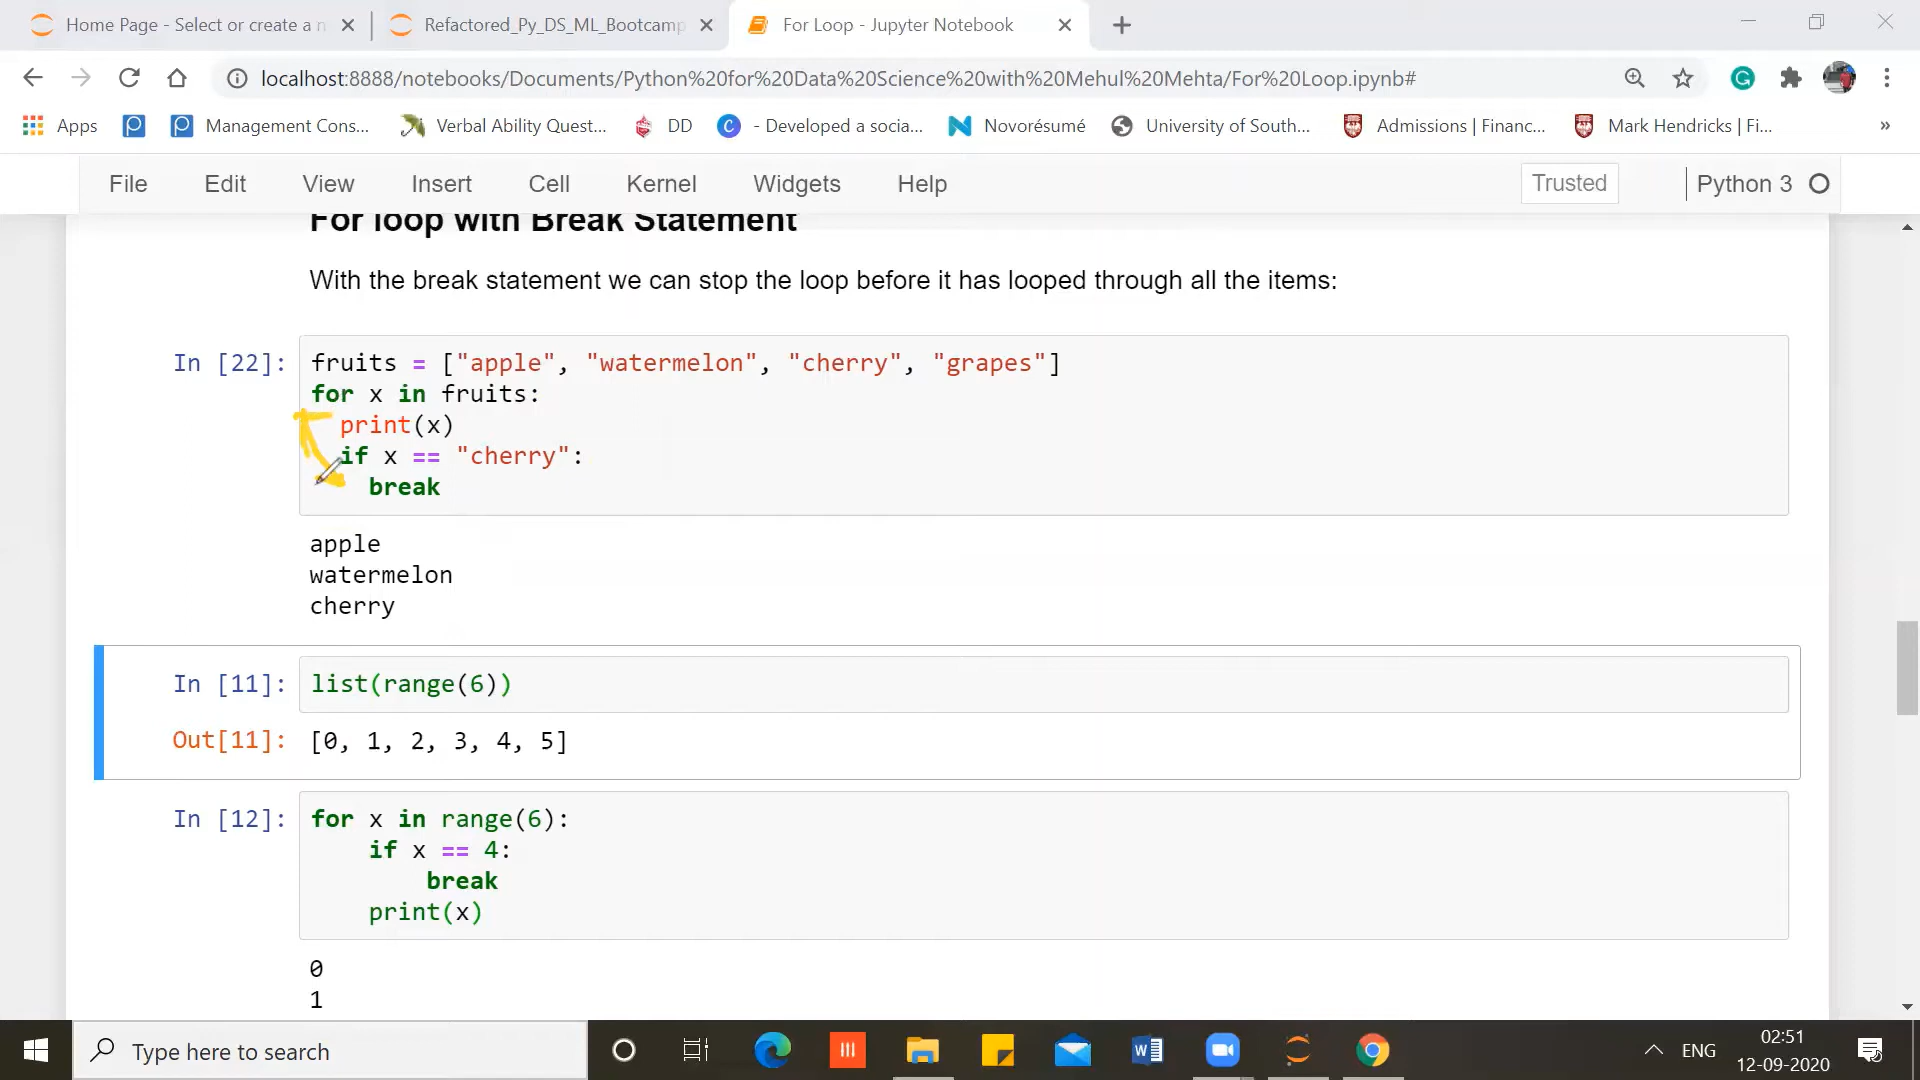 Home Page - Select or create a n
Refactored_Py_DS_ML_Bootcamp
For Loop - Jupyter Notebook
localhost:8888/notebooks/Documents/Python%20for%20Data%20Science%20with%20Mehul%20Mehta/For%20Loop.ipynb#
Apps
Management Cons...
Verbal Ability Quest...
DD
- Developed a socia...
Novorésumé
University of South...
Admissions | Financ...
Mark Hendricks | Fi...
»
File Edit View Insert Cell Kernel Widgets Help
Trusted
Python 3
For loop with Break Statement
With the break statement we can stop the loop before it has looped through all the items:
In [22]:
fruits = ["apple", "watermelon", "cherry", "grapes"]
for x in fruits:
print(x)
if x == "cherry":
break
apple
watermelon
cherry
In [11]:
list(range(6))
Out[11]:
[0, 1, 2, 3, 4, 5]
In [12]:
for x in range(6):
if x == 4:
break
print(x)
0
1
Type here to search
ENG
02:51
12-09-2020